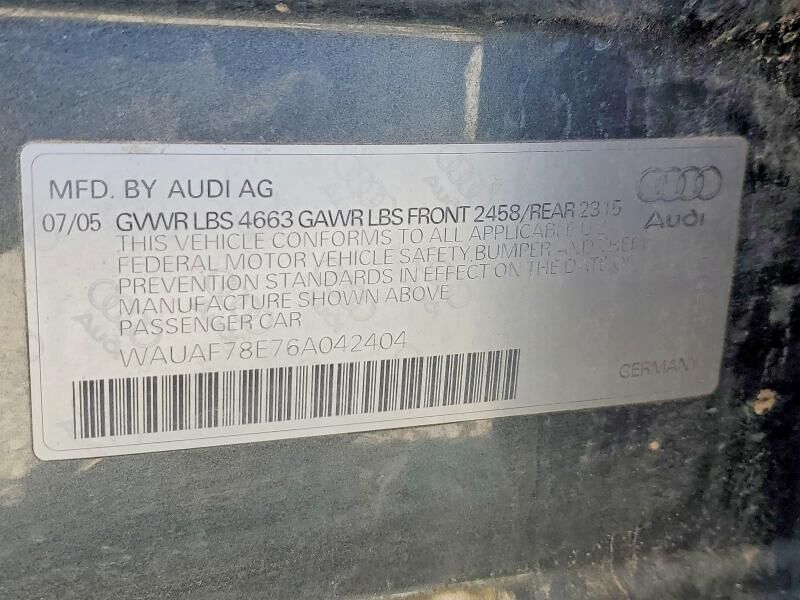 MFD. BY AUDI AG
07/05 GVWR LBS 4663 GAWR LBS FRONT 2458/REAR 2315
Audi
THIS VEHICLE CONFORMS TO ALL APPLICABLE U.S.
FEDERAL MOTOR VEHICLE SAFETY, BUMPER AND THEFT
PREVENTION STANDARDS IN EFFECT ON THE DATE OF
MANUFACTURE SHOWN ABOVE
PASSENGER CAR
WAUAF78E76A042404
GERMANY